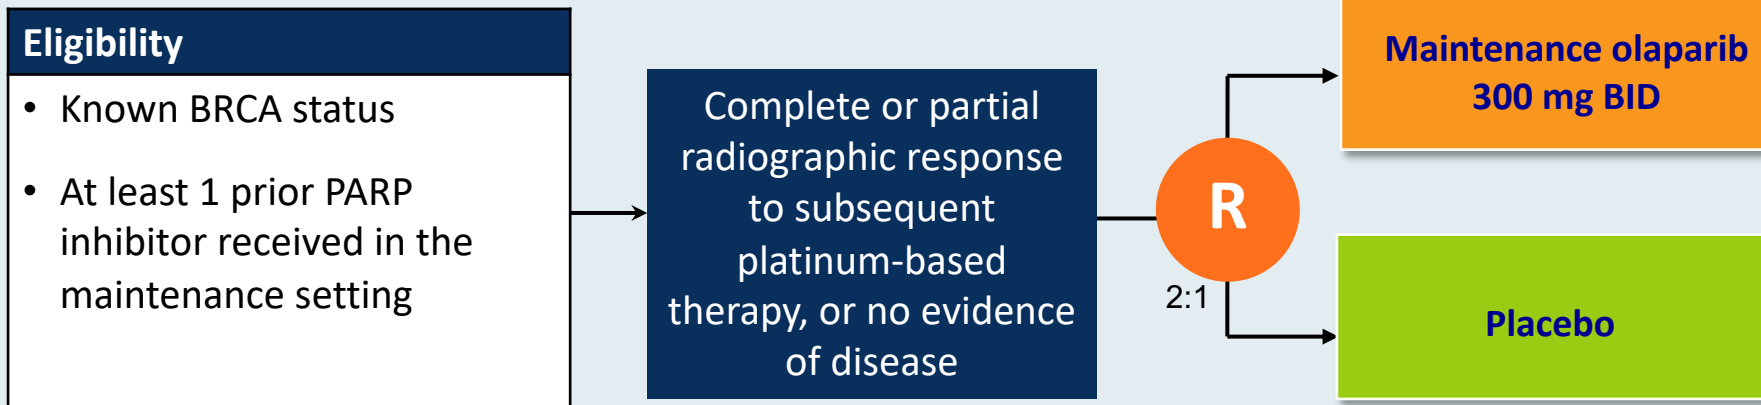 Eligibility
• Known BRCA status
• At least 1 prior PARP
inhibitor received in the
maintenance setting
Complete or partial
radiographic response
to subsequent
platinum-based
therapy, or no evidence
of disease
R
2:1
Maintenance olaparib
300 mg BID
Placebo